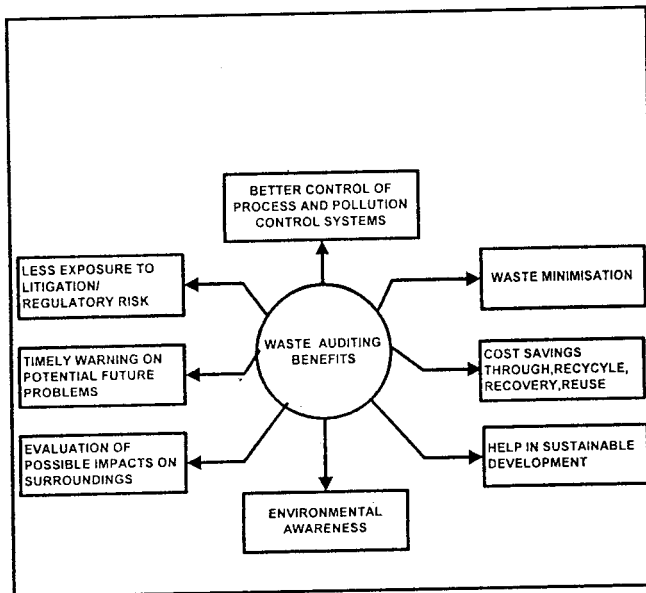 BETTER CONTROL OF
PROCESS AND POLLUTION
CONTROL SYSTEMS
LESS EXPOSURE TO
LITIGATION/
REGULATORY RISK
WASTE MINIMISATION
WASTE AUDITING
BENEFITS
TIMELY WARNING ON
POTENTIAL FUTURE
PROBLEMS
COST SAVINGS
THROUGH,RECYCYLE,
RECOVERY,REUSE
EVALUATION OF
POSSIBLE IMPACTS ON
SURROUNDINGS
HELP IN SUSTAINABLE
DEVELOPMENT
ENVIRONMENTAL
AWARENESS